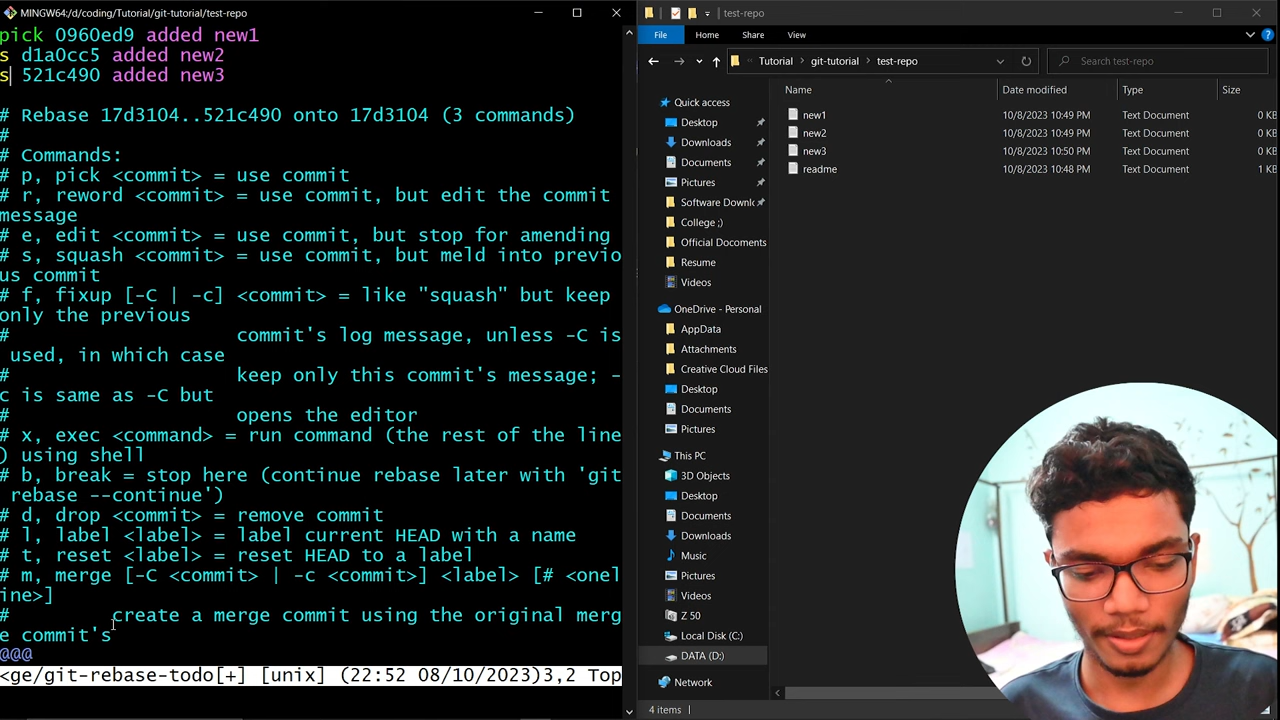 MINGW64:/d/coding/Tutorial/git-tutorial/test-repo
pick 0960ed9 added new1
s d1a0cc5 added new2
s 521c490 added new3
# Rebase 17d3104..521c490 onto 17d3104 (3 commands)
#
# Commands:
# p, pick <commit> = use commit
# r, reword <commit> = use commit, but edit the commit
message
# e, edit <commit> = use commit, but stop for amending
# s, squash <commit> = use commit, but meld into previo
us commit
# f, fixup [-C | -c] <commit> = like "squash" but keep
only the previous
#                    commit's log message, unless -C is
used, in which case
#                    keep only this commit's message; -
c is same as -C but
#                    opens the editor
# x, exec <command> = run command (the rest of the line
) using shell
# b, break = stop here (continue rebase later with 'git
rebase --continue')
# d, drop <commit> = remove commit
# l, label <label> = label current HEAD with a name
# t, reset <label> = reset HEAD to a label
# m, merge [-C <commit> | -c <commit>] <label> [# <onel
ine>]
#         create a merge commit using the original merg
e commit's
@@@
<ge/git-rebase-todo[+] [unix] (22:52 08/10/2023)3,2 Top
test-repo
File Home Share View
Tutorial git-tutorial test-repo
Search test-repo
Name Date modified Type Size
new1 10/8/2023 10:49 PM Text Document 0 KB
new2 10/8/2023 10:49 PM Text Document 0 KB
new3 10/8/2023 10:50 PM Text Document 0 KB
readme 10/8/2023 10:48 PM Text Document 1 KB
Quick access
Desktop
Downloads
Documents
Pictures
Software Downl
College ;)
Official Docoments
Resume
Videos
OneDrive - Personal
AppData
Attachments
Creative Cloud Files
Desktop
Documents
Pictures
This PC
3D Objects
Desktop
Documents
Downloads
Music
Pictures
Videos
Z 50
Local Disk (C:)
DATA (D:)
Network
4 items